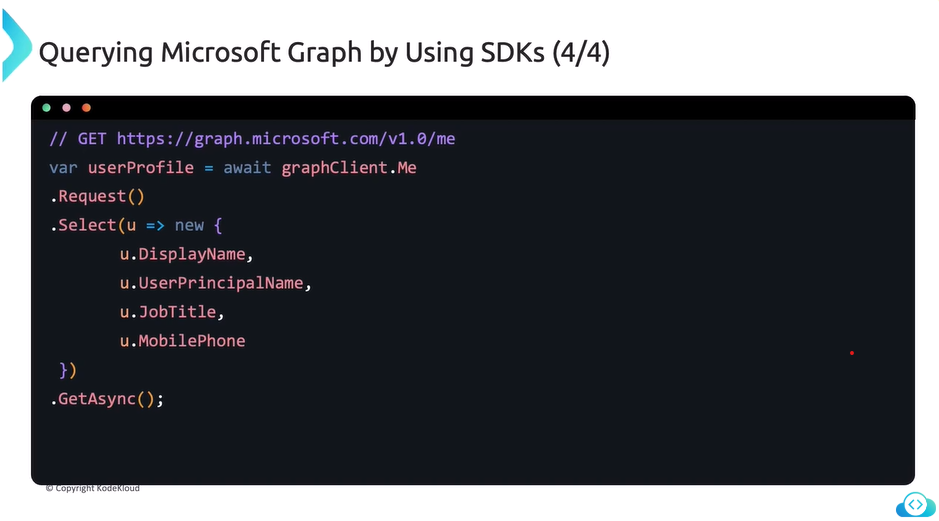 Querying Microsoft Graph by Using SDKs (4/4)
// GET https://graph.microsoft.com/v1.0/me
var userProfile = await graphClient.Me
.Request()
.Select(u => new {
u.DisplayName,
u.UserPrincipalName,
u.JobTitle,
u.MobilePhone
})
.GetAsync();
© Copyright KodeKloud